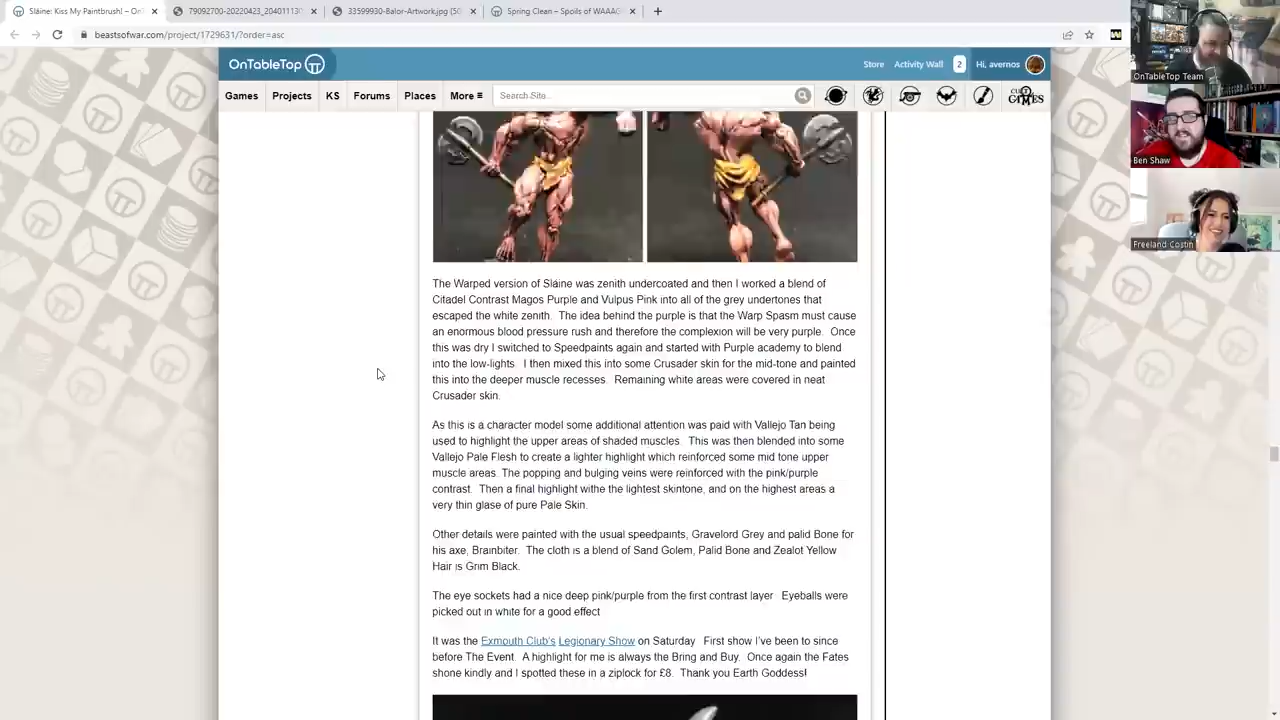 Sláine: Kiss My Paintbrush! – OnT
79092700-20220423_204011130
33599930-Balor-Artwork.jpg (50
Spring Clean – Spoils of WAAAG
beastsofwar.com/project/1729631/?order=asc
OnTableTop
Store
Activity Wall
2
Hi, avernos
Games
Projects
KS
Forums
Places
More
Search Site...
GAMES
OnTableTop Team
Ben Shaw
Freeland Costin
The Warped version of Sláine was zenith undercoated and then I worked a blend of
Citadel Contrast Magos Purple and Vulpus Pink into all of the grey undertones that
escaped the white zenith. The idea behind the purple is that the Warp Spasm must cause
an enormous blood pressure rush and therefore the complexion will be very purple. Once
this was dry I switched to Speedpaints again and started with Purple academy to blend
into the low-lights. I then mixed this into some Crusader skin for the mid-tone and painted
this into the deeper muscle recesses. Remaining white areas were covered in neat
Crusader skin.
As this is a character model some additional attention was paid with Vallejo Tan being
used to highlight the upper areas of shaded muscles. This was then blended into some
Vallejo Pale Flesh to create a lighter highlight which reinforced some mid tone upper
muscle areas. The popping and bulging veins were reinforced with the pink/purple
contrast. Then a final highlight withe the lightest skintone, and on the highest areas a
very thin glase of pure Pale Skin.
Other details were painted with the usual speedpaints, Gravelord Grey and palid Bone for
his axe, Brainbiter. The cloth is a blend of Sand Golem, Palid Bone and Zealot Yellow
Hair is Grim Black.
The eye sockets had a nice deep pink/purple from the first contrast layer Eyeballs were
picked out in white for a good effect
It was the Exmouth Club's Legionary Show on Saturday First show I've been to since
before The Event. A highlight for me is always the Bring and Buy. Once again the Fates
shone kindly and I spotted these in a ziplock for £8. Thank you Earth Goddess!